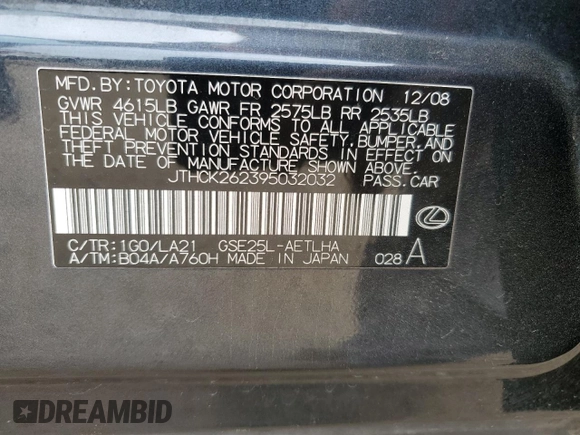 MFD.BY:TOYOTA MOTOR CORPORATION 12/08
GVWR 4615LB GAWR FR 2575LB RR 2535LB
THIS VEHICLE CONFORMS TO ALL APPLICABLE
FEDERAL MOTOR VEHICLE SAFETY,BUMPER,AND
THEFT PREVENTION STANDARDS IN EFFECT ON
THE DATE OF MANUFACTURE SHOWN ABOVE.
JTHCK262395032032 PASS.CAR
C/TR:1G0/LA21 GSE25L-AETLHA
A/TM:B04A/A760H MADE IN JAPAN 028 A
DREAMBID